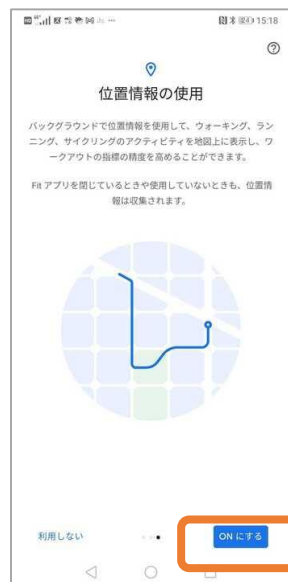 15:18
位置情報の使用
バックグラウンドで位置情報を使用して、ウォーキング、ラン
ニング、サイクリングのアクティビティを地図上に表示し、ワ
ークアウトの指標の精度を高めることができます。
Fit アプリを閉じているときや使用していないときも、位置情
報は収集されます。
利用しない
ON にする